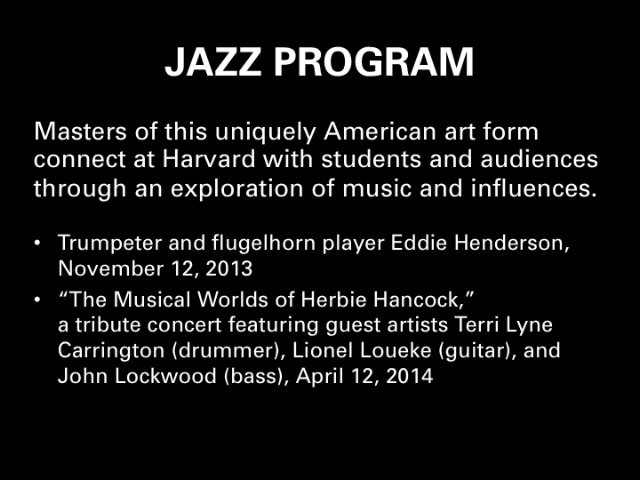 JAZZ PROGRAM
Masters of this uniquely American art form
connect at Harvard with students and audiences
through an exploration of music and influences.
• Trumpeter and flugelhorn player Eddie Henderson,
November 12, 2013
• “The Musical Worlds of Herbie Hancock,”
a tribute concert featuring guest artists Terri Lyne
Carrington (drummer), Lionel Loueke (guitar), and
John Lockwood (bass), April 12, 2014